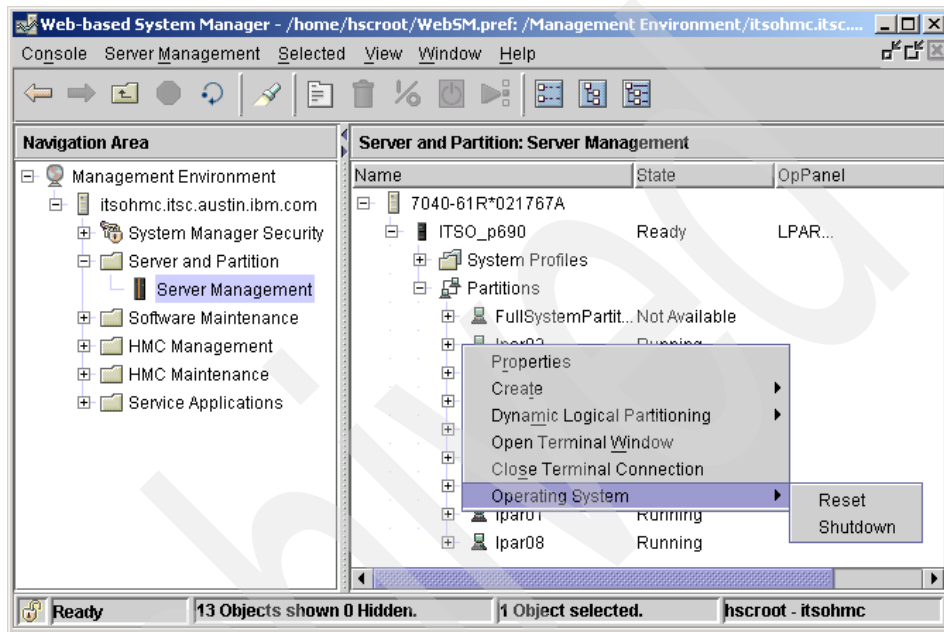 Web-based System Manager - /home/hscroot/WebSM.pref: /Management Environment/itsohmc.itsc....
Console Server Management Selected View Window Help
Navigation Area
Management Environment
itsohmc.itsc.austin.ibm.com
System Manager Security
Server and Partition
Server Management
Software Maintenance
HMC Management
HMC Maintenance
Service Applications
Server and Partition: Server Management
Name State OpPanel
7040-61R*021767A
ITSO_p690 Ready LPAR...
System Profiles
Partitions
FullSystemPartit... Not Available
Running
Properties
Create
Dynamic Logical Partitioning
Open Terminal Window
Close Terminal Connection
Operating System
Reset
Shutdown
Running
lpar08 Running
Ready 13 Objects shown 0 Hidden. 1 Object selected. hscroot - itsohmc